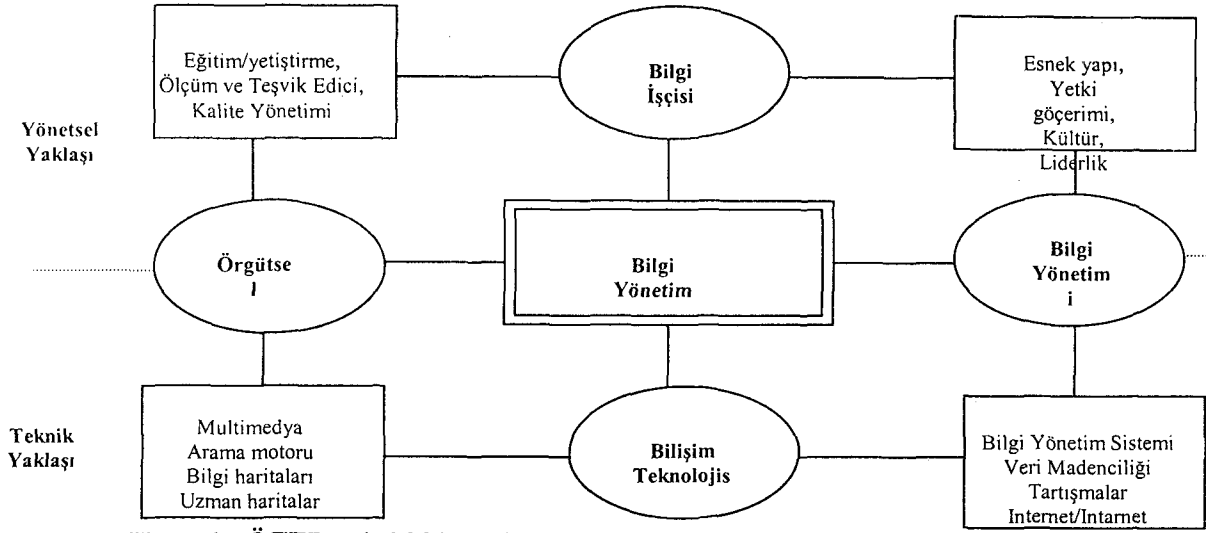 Eğitim/yetiştirme,
Ölçüm ve Teşvik Edici,
Kalite Yönetimi
Bilgi
İşçisi
Esnek yapı,
Yetki
göçerimi,
Kültür,
Liderlik
Yönetsel
Yaklaşı
Örgütse
l
Bilgi
Yönetim
Bilgi
Yönetim
i
Teknik
Yaklaşı
Multimedya
Arama motoru
Bilgi haritaları
Uzman haritalar
Bilişim
Teknolojis
Bilgi Yönetim Sistemi
Veri Madenciliği
Tartışmalar
Internet/Intarnet